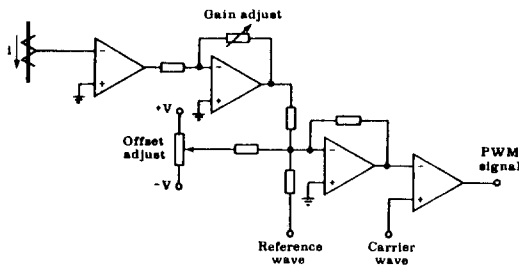 Gain adjust
i
+V
Offset
adjust
-V
PWM
signal
Reference
wave
Carrier
wave